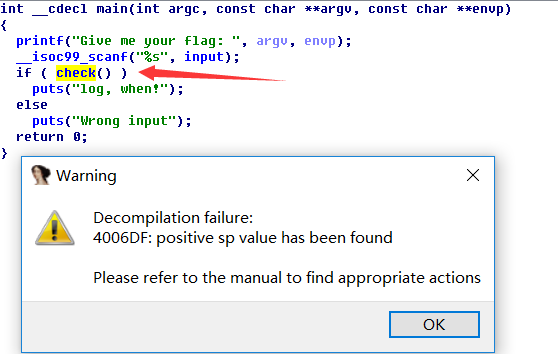 int __cdecl main(int argc, const char **argv, const char **envp)
{
printf("Give me your flag: ", argv, envp);
__isoc99_scanf("%s", input);
if ( check() )
puts("log, when!");
else
puts("Wrong input");
return 0;
}
Warning
Decompilation failure:
4006DF: positive sp value has been found
Please refer to the manual to find appropriate actions
OK